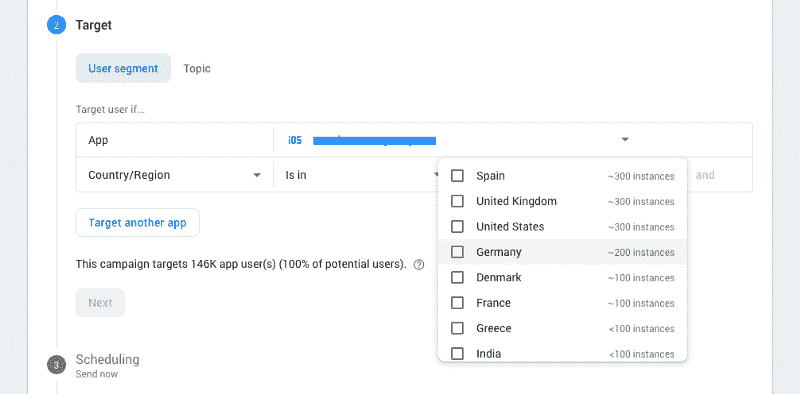 2 Target
User segment Topic
Target user if...
App iOS
Country/Region Is in and
Spain ~300 instances
United Kingdom ~300 instances
United States ~300 instances
Germany ~200 instances
Denmark ~100 instances
France ~100 instances
Greece <100 instances
India <100 instances
Target another app
This campaign targets 146K app user(s) (100% of potential users). ?
Next
3 Scheduling
Send now